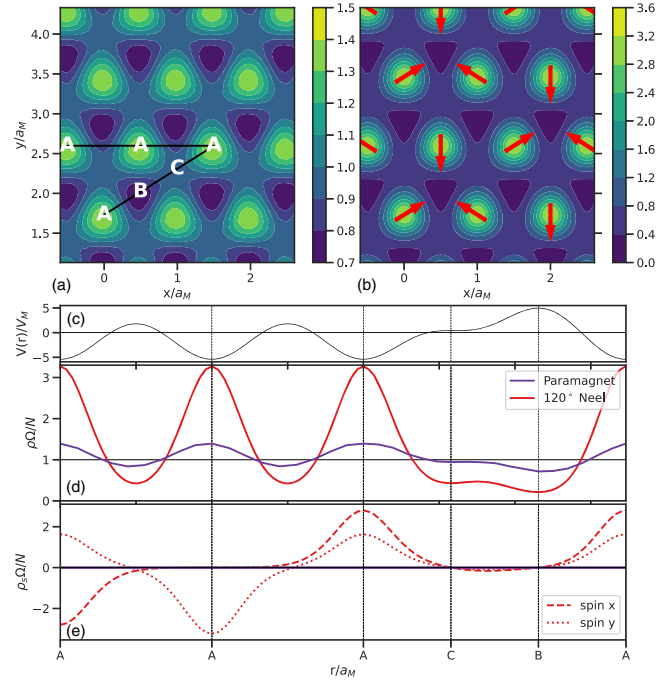 4.0
3.5
3.0
2.5
2.0
1.5
y/a_M
A A A
C
B
A
(a)
0 1 2
x/a_M
1.5
1.4
1.3
1.2
1.1
1.0
0.9
0.8
0.7
(b)
0 1 2
x/a_M
3.6
3.2
2.8
2.4
2.0
1.6
1.2
0.8
0.4
0.0
(c)
V(r)/V_M
0
−5
(d)
ρΩ/N
3
2
1
0
Paramagnet
120° Neel
(e)
ρ_sΩ/N
2
0
−2
spin x
spin y
A A A C B A
r/a_M